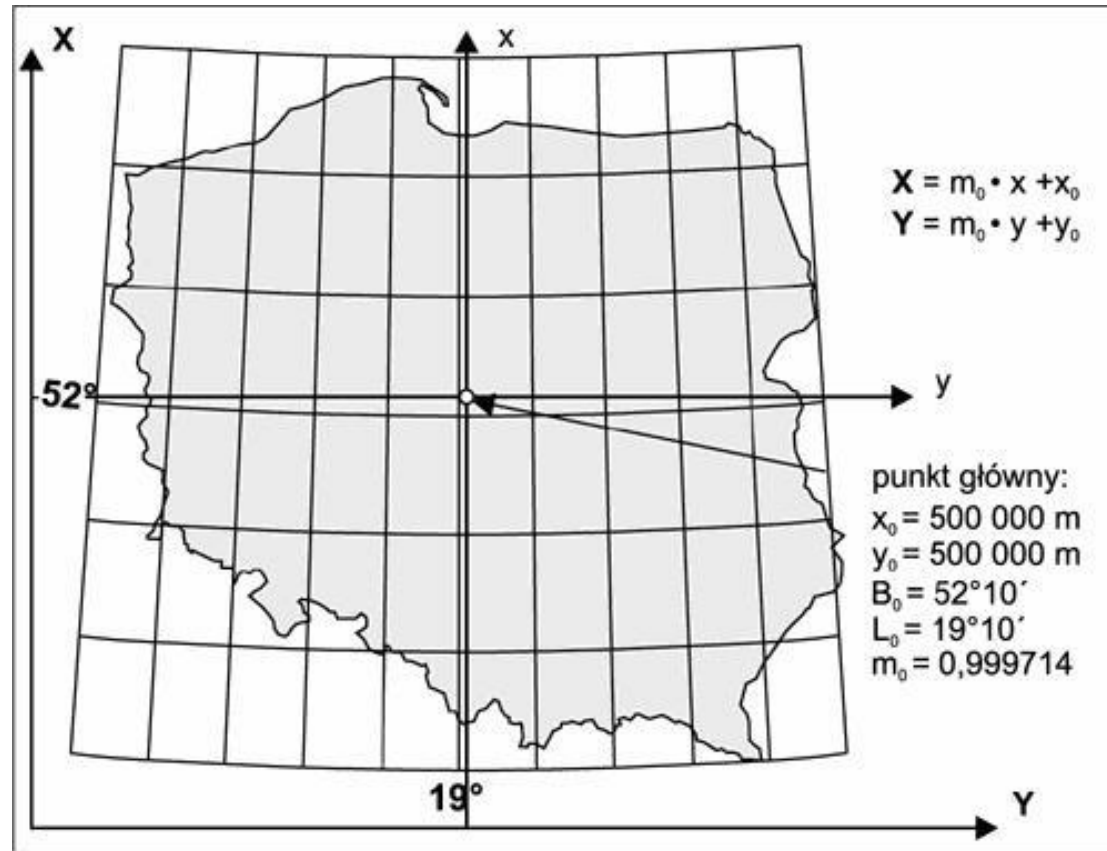 X
x
X = m₀ • x +x₀
Y = m₀ • y +y₀
52°
y
punkt główny:
x₀ = 500 000 m
y₀ = 500 000 m
B₀ = 52°10´
L₀ = 19°10´
m₀ = 0,999714
19°
Y